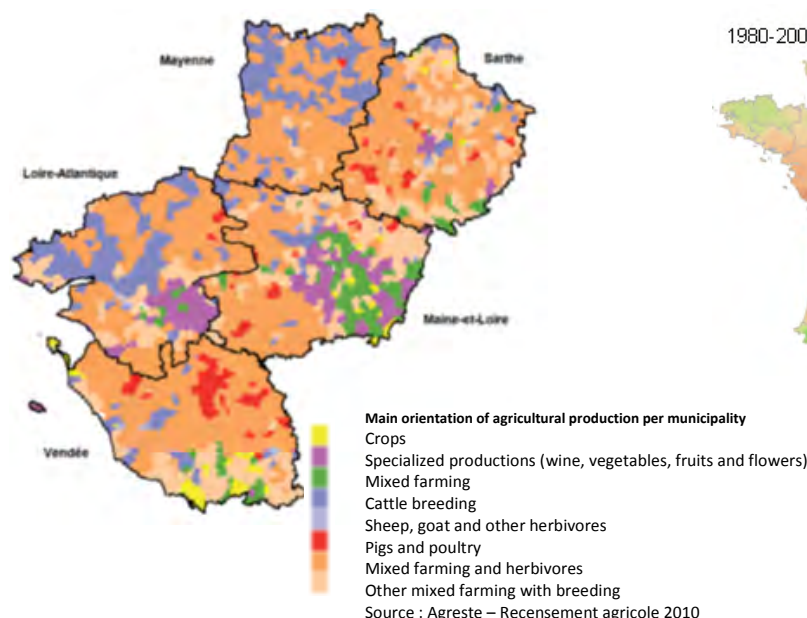 1980-200
Mayenne
Sarthe
Loire-Atlantique
Maine-et-Loire
Vendée
Main orientation of agricultural production per municipality
Crops
Specialized productions (wine, vegetables, fruits and flowers)
Mixed farming
Cattle breeding
Sheep, goat and other herbivores
Pigs and poultry
Mixed farming and herbivores
Other mixed farming with breeding
Source : Agreste – Recensement agricole 2010